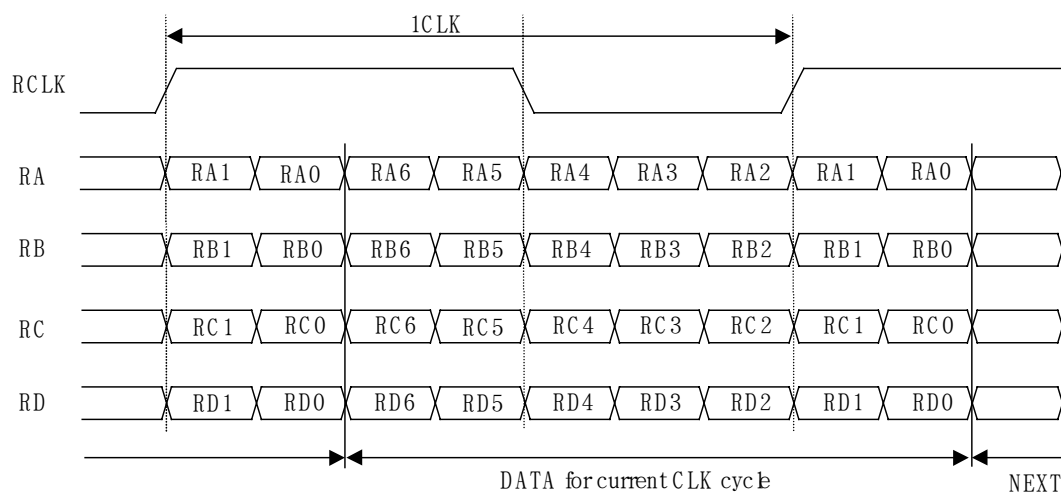 1CLK
RCLK
RA RA1 RA0 RA6 RA5 RA4 RA3 RA2 RA1 RA0
RB RB1 RB0 RB6 RB5 RB4 RB3 RB2 RB1 RB0
RC RC1 RC0 RC6 RC5 RC4 RC3 RC2 RC1 RC0
RD RD1 RD0 RD6 RD5 RD4 RD3 RD2 RD1 RD0
DATA for current CLK cycle NEXT